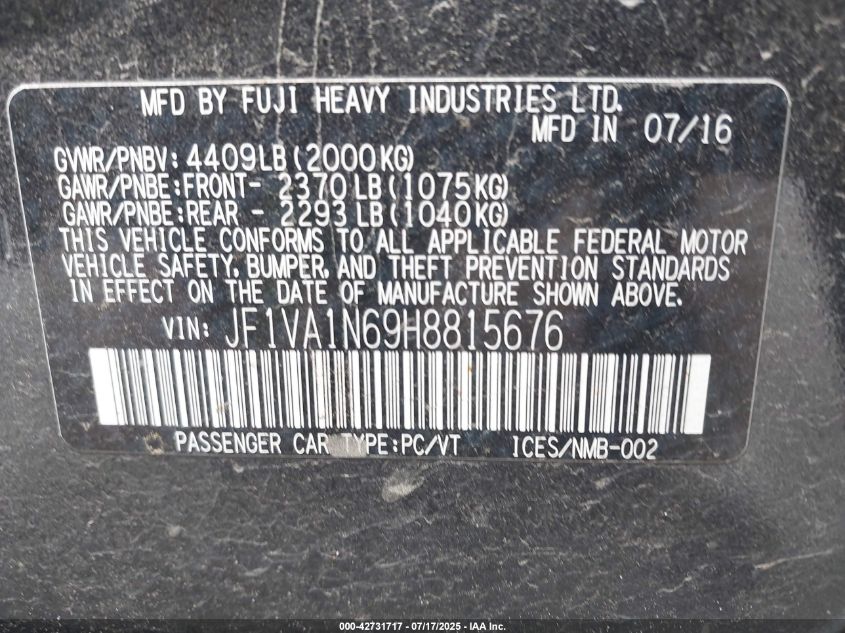 MFD BY FUJI HEAVY INDUSTRIES LTD.
MFD IN 07/16
GVWR/PNBV: 4409LB(2000KG)
GAWR/PNBE:FRONT- 2370LB(1075KG)
GAWR/PNBE:REAR - 2293LB(1040KG)
THIS VEHICLE CONFORMS TO ALL APPLICABLE FEDERAL MOTOR
VEHICLE SAFETY, BUMPER, AND THEFT PREVENTION STANDARDS
IN EFFECT ON THE DATE OF MANUFACTURE SHOWN ABOVE.
VIN: JF1VA1N69H8815676
PASSENGER CAR TYPE:PC/VT ICES/NMB-002
000-42731717 - 07/17/2025 - IAA Inc.